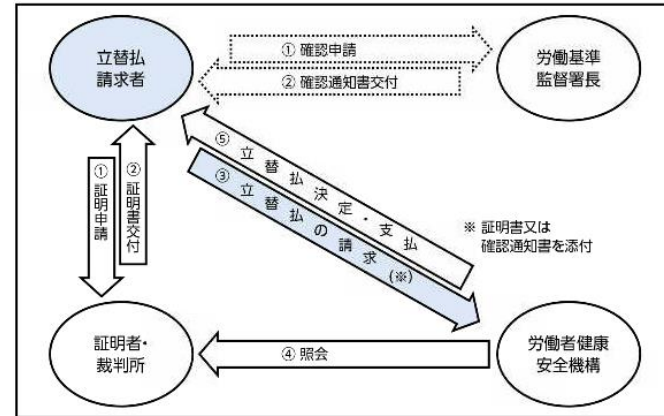 立替払
請求者
① 確認申請
② 確認通知書交付
労働基準
監督署長
① 証明申請
② 証明書交付
⑤ 立替払決定・支払
③ 立替払の請求(※)
※ 証明書又は
確認通知書を添付
証明者・
裁判所
④ 照会
労働者健康
安全機構